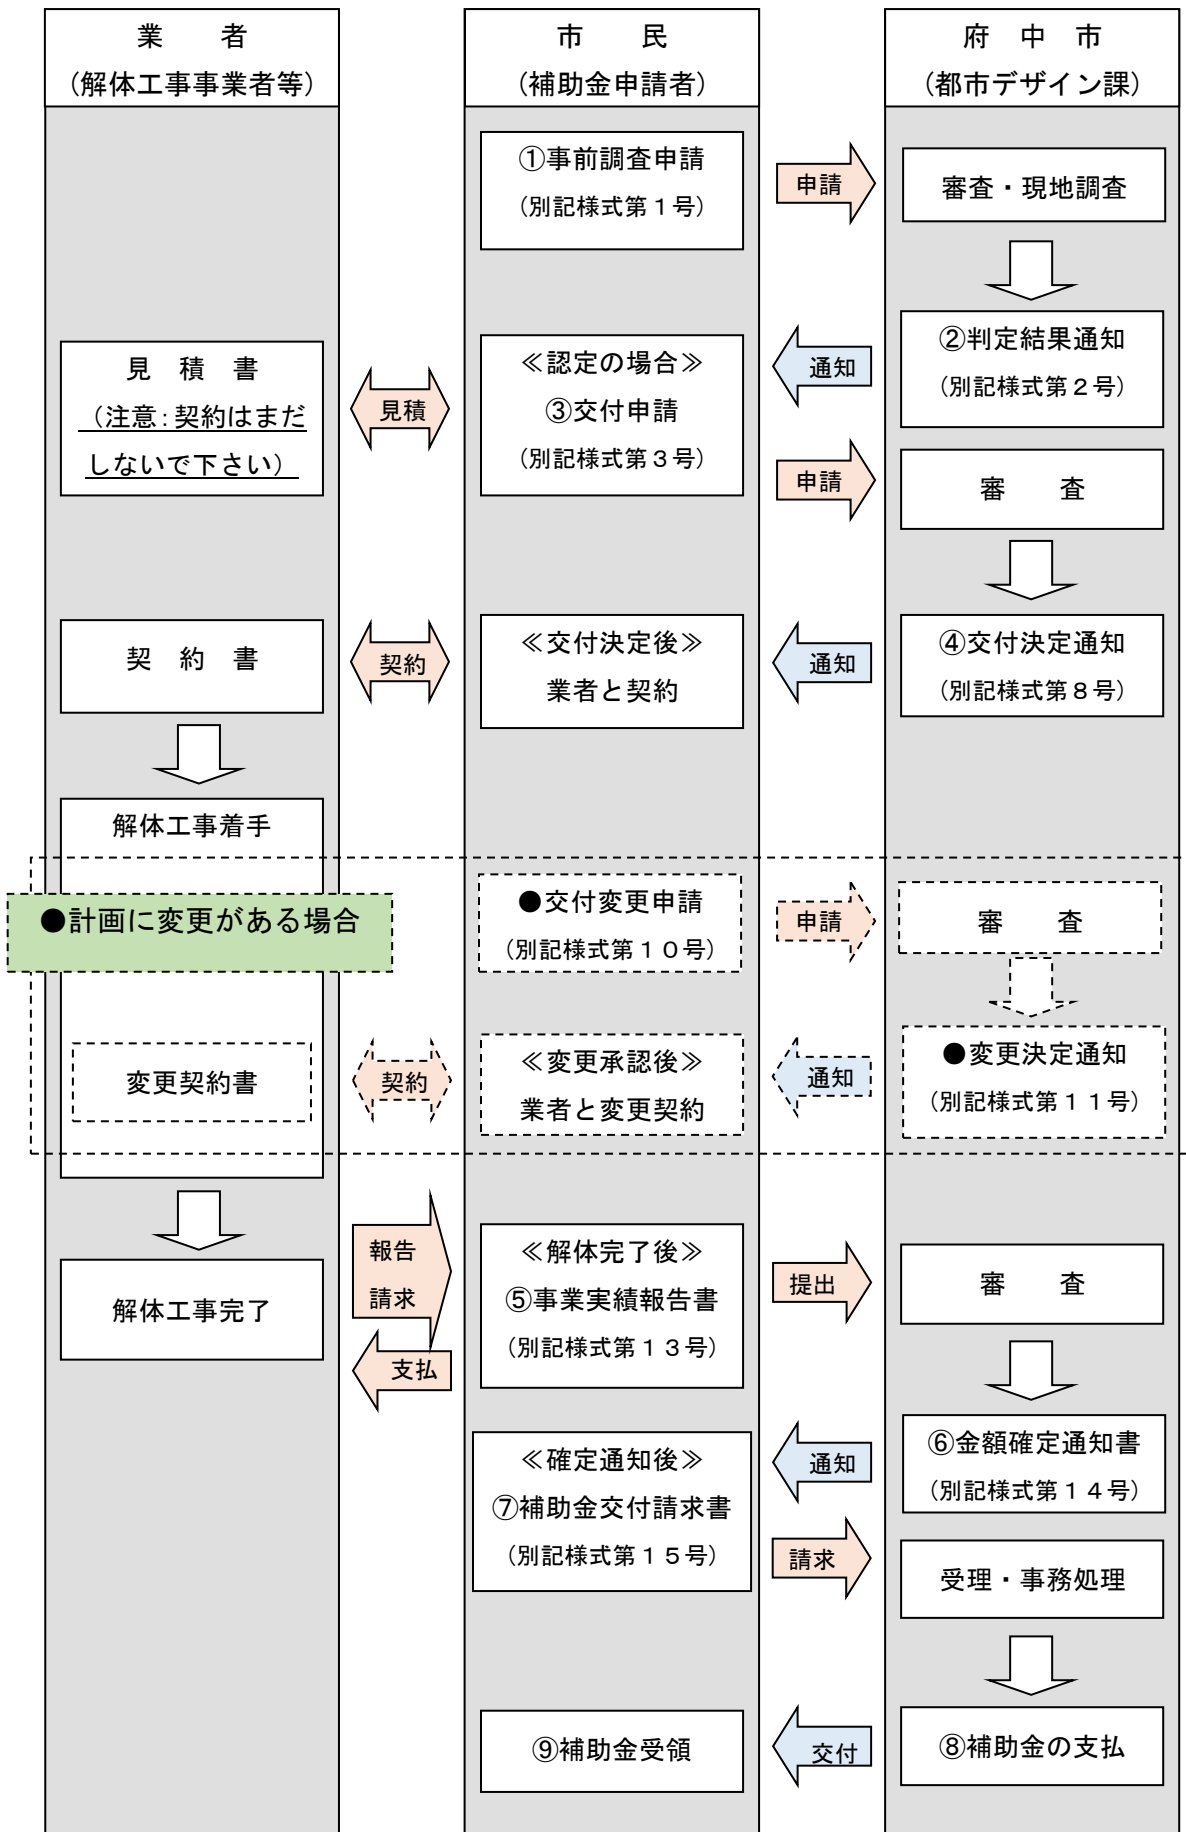 業　者
（解体工事事業者等）
市　民
（補助金申請者）
府　中　市
（都市デザイン課）
①事前調査申請
（別記様式第１号）
申請
審査・現地調査
②判定結果通知
（別記様式第２号）
通知
見　積　書
（注意：契約はまだ
しないで下さい）
見積
≪認定の場合≫
③交付申請
（別記様式第３号）
申請
審　査
④交付決定通知
（別記様式第８号）
通知
≪交付決定後≫
業者と契約
契約
契　約　書
解体工事着手
●計画に変更がある場合
●交付変更申請
（別記様式第１０号）
申請
審　査
●変更決定通知
（別記様式第１１号）
通知
≪変更承認後≫
業者と変更契約
契約
変更契約書
解体工事完了
報告
請求
支払
≪解体完了後≫
⑤事業実績報告書
（別記様式第１３号）
提出
審　査
⑥金額確定通知書
（別記様式第１４号）
通知
≪確定通知後≫
⑦補助金交付請求書
（別記様式第１５号）
請求
受理・事務処理
⑧補助金の支払
交付
⑨補助金受領